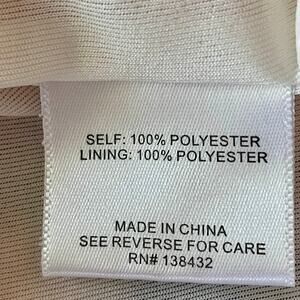 SELF: 100% POLYESTER
LINING: 100% POLYESTER
MADE IN CHINA
SEE REVERSE FOR CARE
RN# 138432